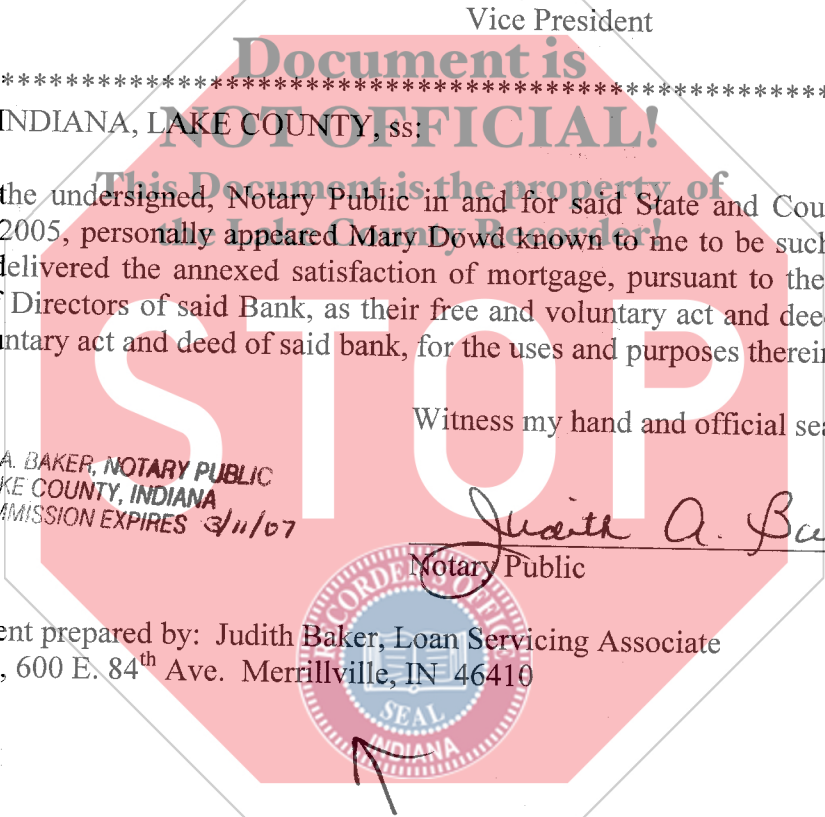 Vice President
Document is
************************************************************
INDIANA, LAKE COUNTY, ss:
NOT OFFICIAL!
This Document is the property of
the undersigned, Notary Public in and for said State and Cou
the Lake County Recorder!
2005, personally appeared Mary Dowd known to me to be such
delivered the annexed satisfaction of mortgage, pursuant to the
f Directors of said Bank, as their free and voluntary act and dee
untary act and deed of said bank, for the uses and purposes therein
STOP
Witness my hand and official sea
A. BAKER, NOTARY PUBLIC
KE COUNTY, INDIANA
MMISSION EXPIRES 3/11/07
Judith A. Ba
Notary Public
RECORDER'S OFFICE
ent prepared by: Judith Baker, Loan Servicing Associate
, 600 E. 84th Ave. Merrillville, IN 46410
SEAL
INDIANA